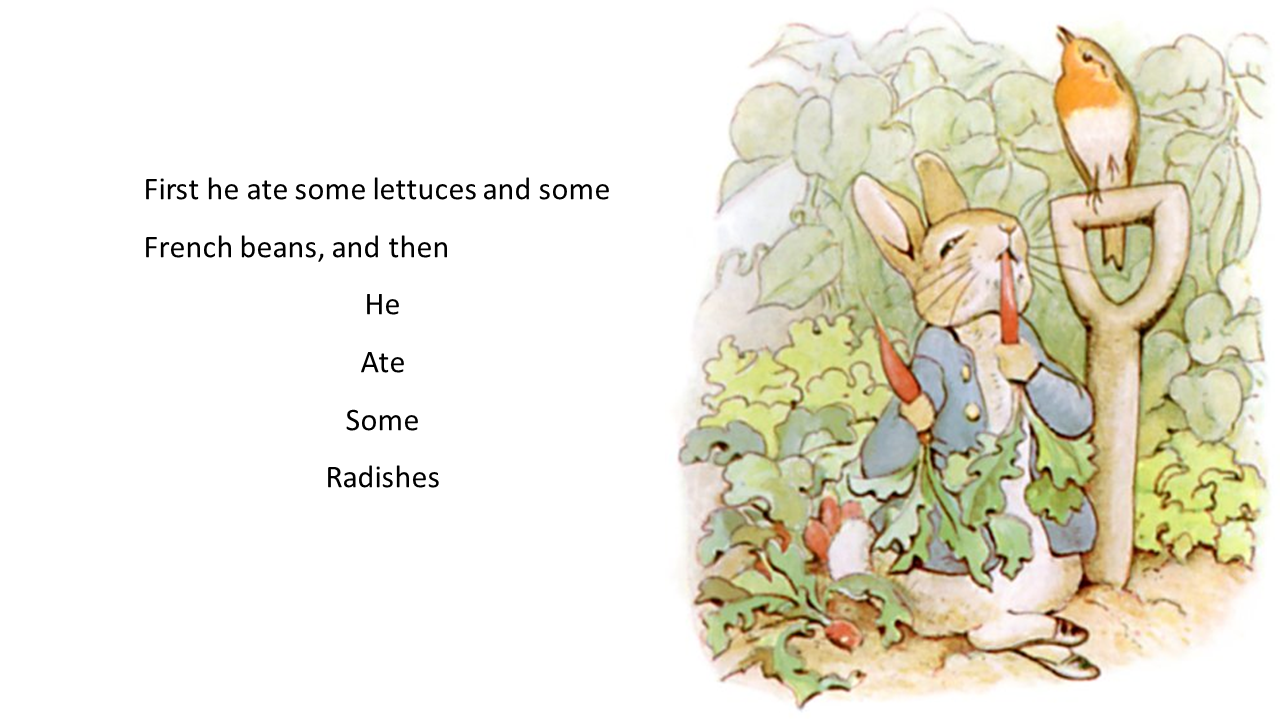 First he ate some lettuces and some
French beans, and then
He
Ate
Some
Radishes